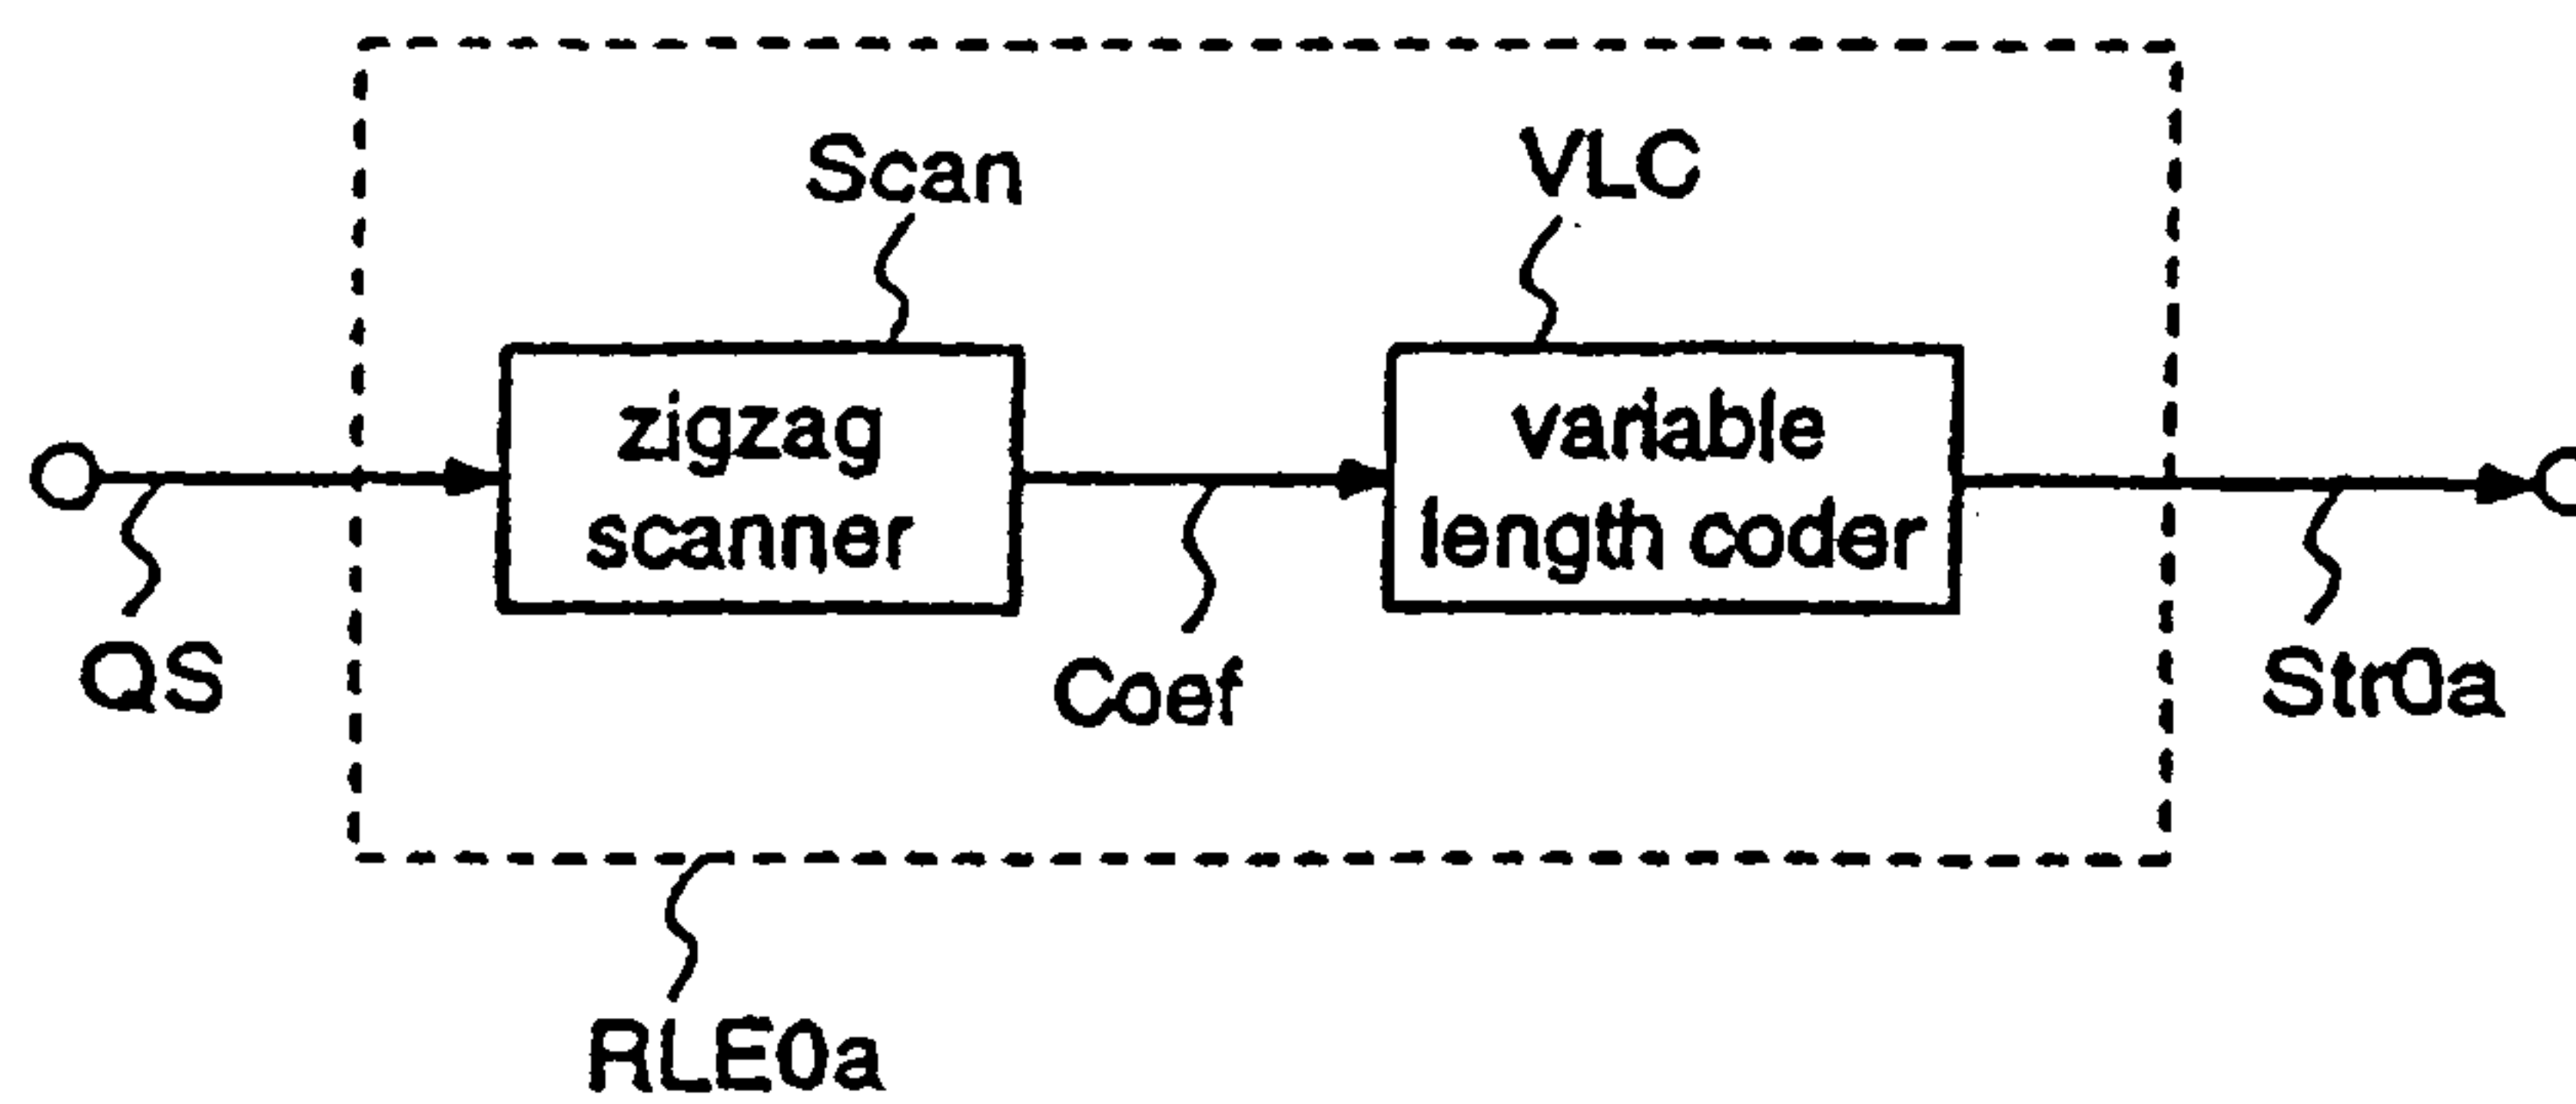 Scan
VLC
zigzag
scanner
variable
length coder
QS
Coef
Str0a
RLE0a